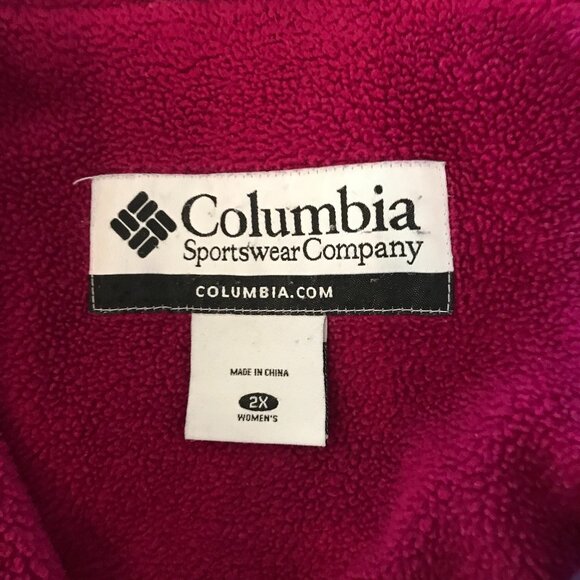 Columbia
Sportswear Company
COLUMBIA.COM
MADE IN CHINA
2X
WOMEN'S